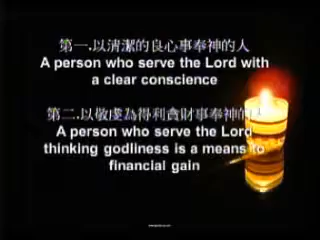 第一.以清潔的良心事奉神的人
A person who serve the Lord with
a clear conscience
第二.以敬虔為得利貪財事奉神的人
A person who serve the Lord
thinking godliness is a means to
financial gain